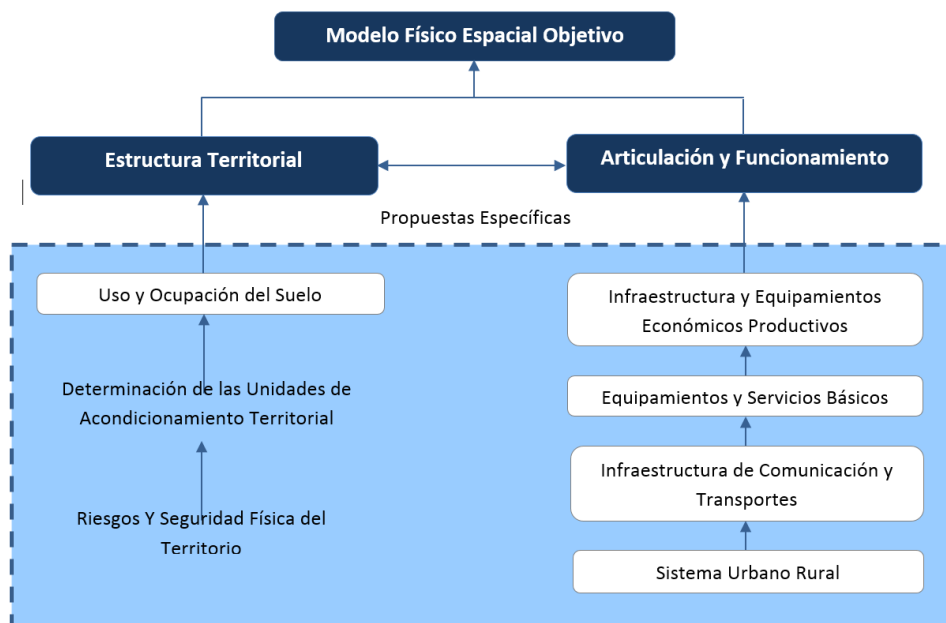 Modelo Físico Espacial Objetivo
Estructura Territorial
Articulación y Funcionamiento
Propuestas Específicas
Uso y Ocupación del Suelo
Determinación de las Unidades de
Acondicionamiento Territorial
Riesgos Y Seguridad Física del
Territorio
Infraestructura y Equipamientos
Económicos Productivos
Equipamientos y Servicios Básicos
Infraestructura de Comunicación y
Transportes
Sistema Urbano Rural